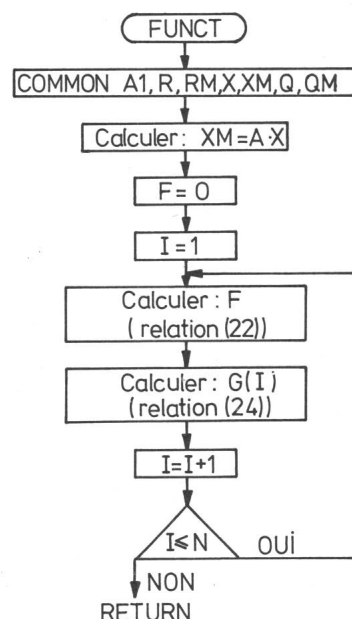 FUNCT
COMMON A1, R, RM, X, XM, Q, QM
Calculer: XM=A·X
F=0
I=1
Calculer: F
(relation(22))
Calculer: G(I)
(relation(24))
I=I+1
I≤N
OUİ
NON
RETURN